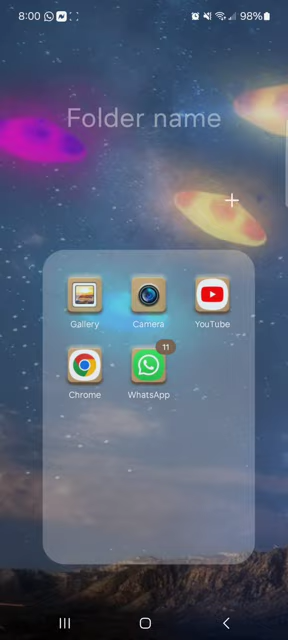 8:00 98%
Folder name
Gallery Camera YouTube
11
Chrome WhatsApp